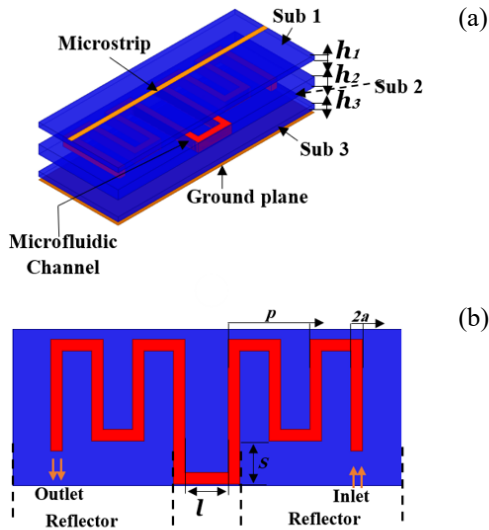 (a)
Sub 1
Microstrip
h1
h2
Sub 2
h3
Sub 3
Ground plane
Microfluidic
Channel
(b)
p
2a
s
l
Outlet
Inlet
Reflector
Reflector